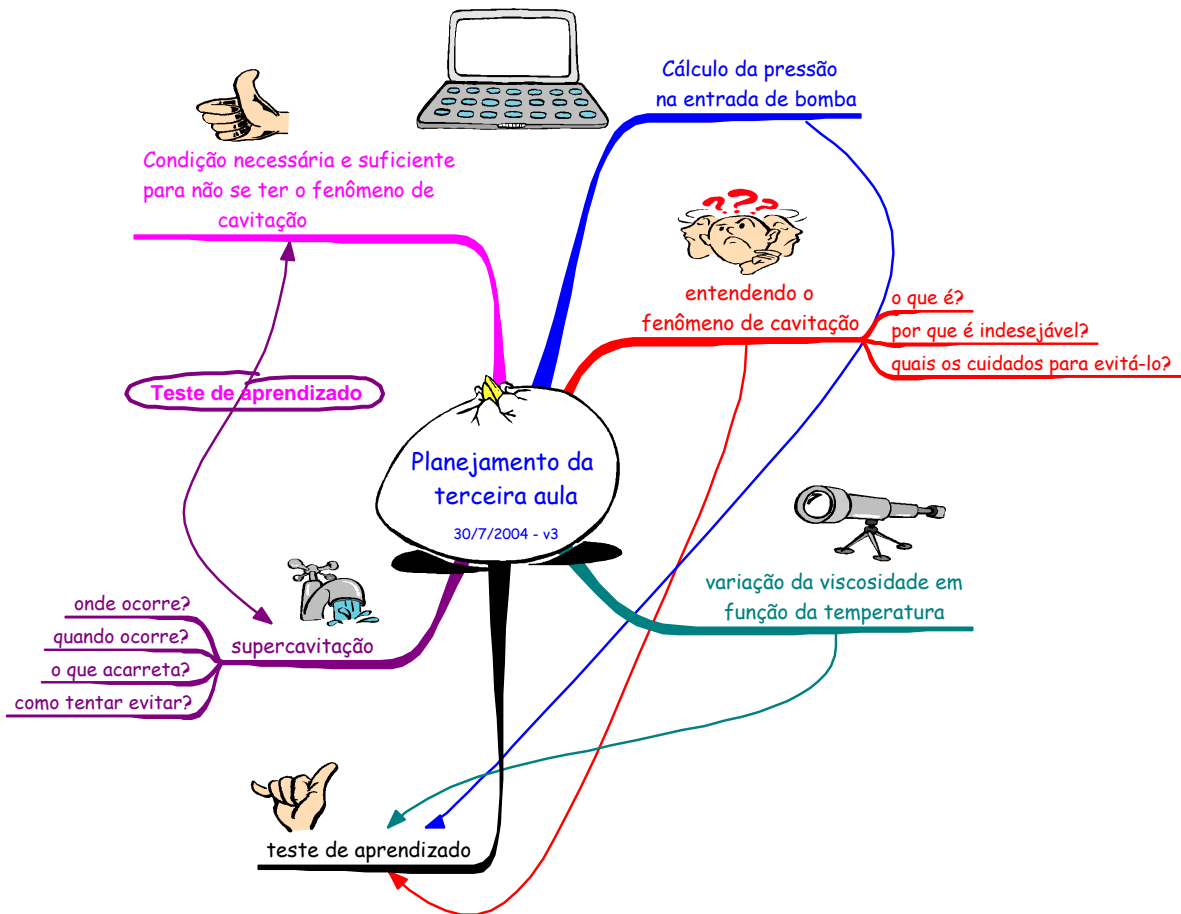 Planejamento da
terceira aula
30/7/2004 - v3
Cálculo da pressão
na entrada de bomba
entendendo o
fenômeno de cavitação
o que é?
por que é indesejável?
quais os cuidados para evitá-lo?
variação da viscosidade em
função da temperatura
teste de aprendizado
supercavitação
onde ocorre?
quando ocorre?
o que acarreta?
como tentar evitar?
Condição necessária e suficiente
para não se ter o fenômeno de
cavitação
Teste de aprendizado